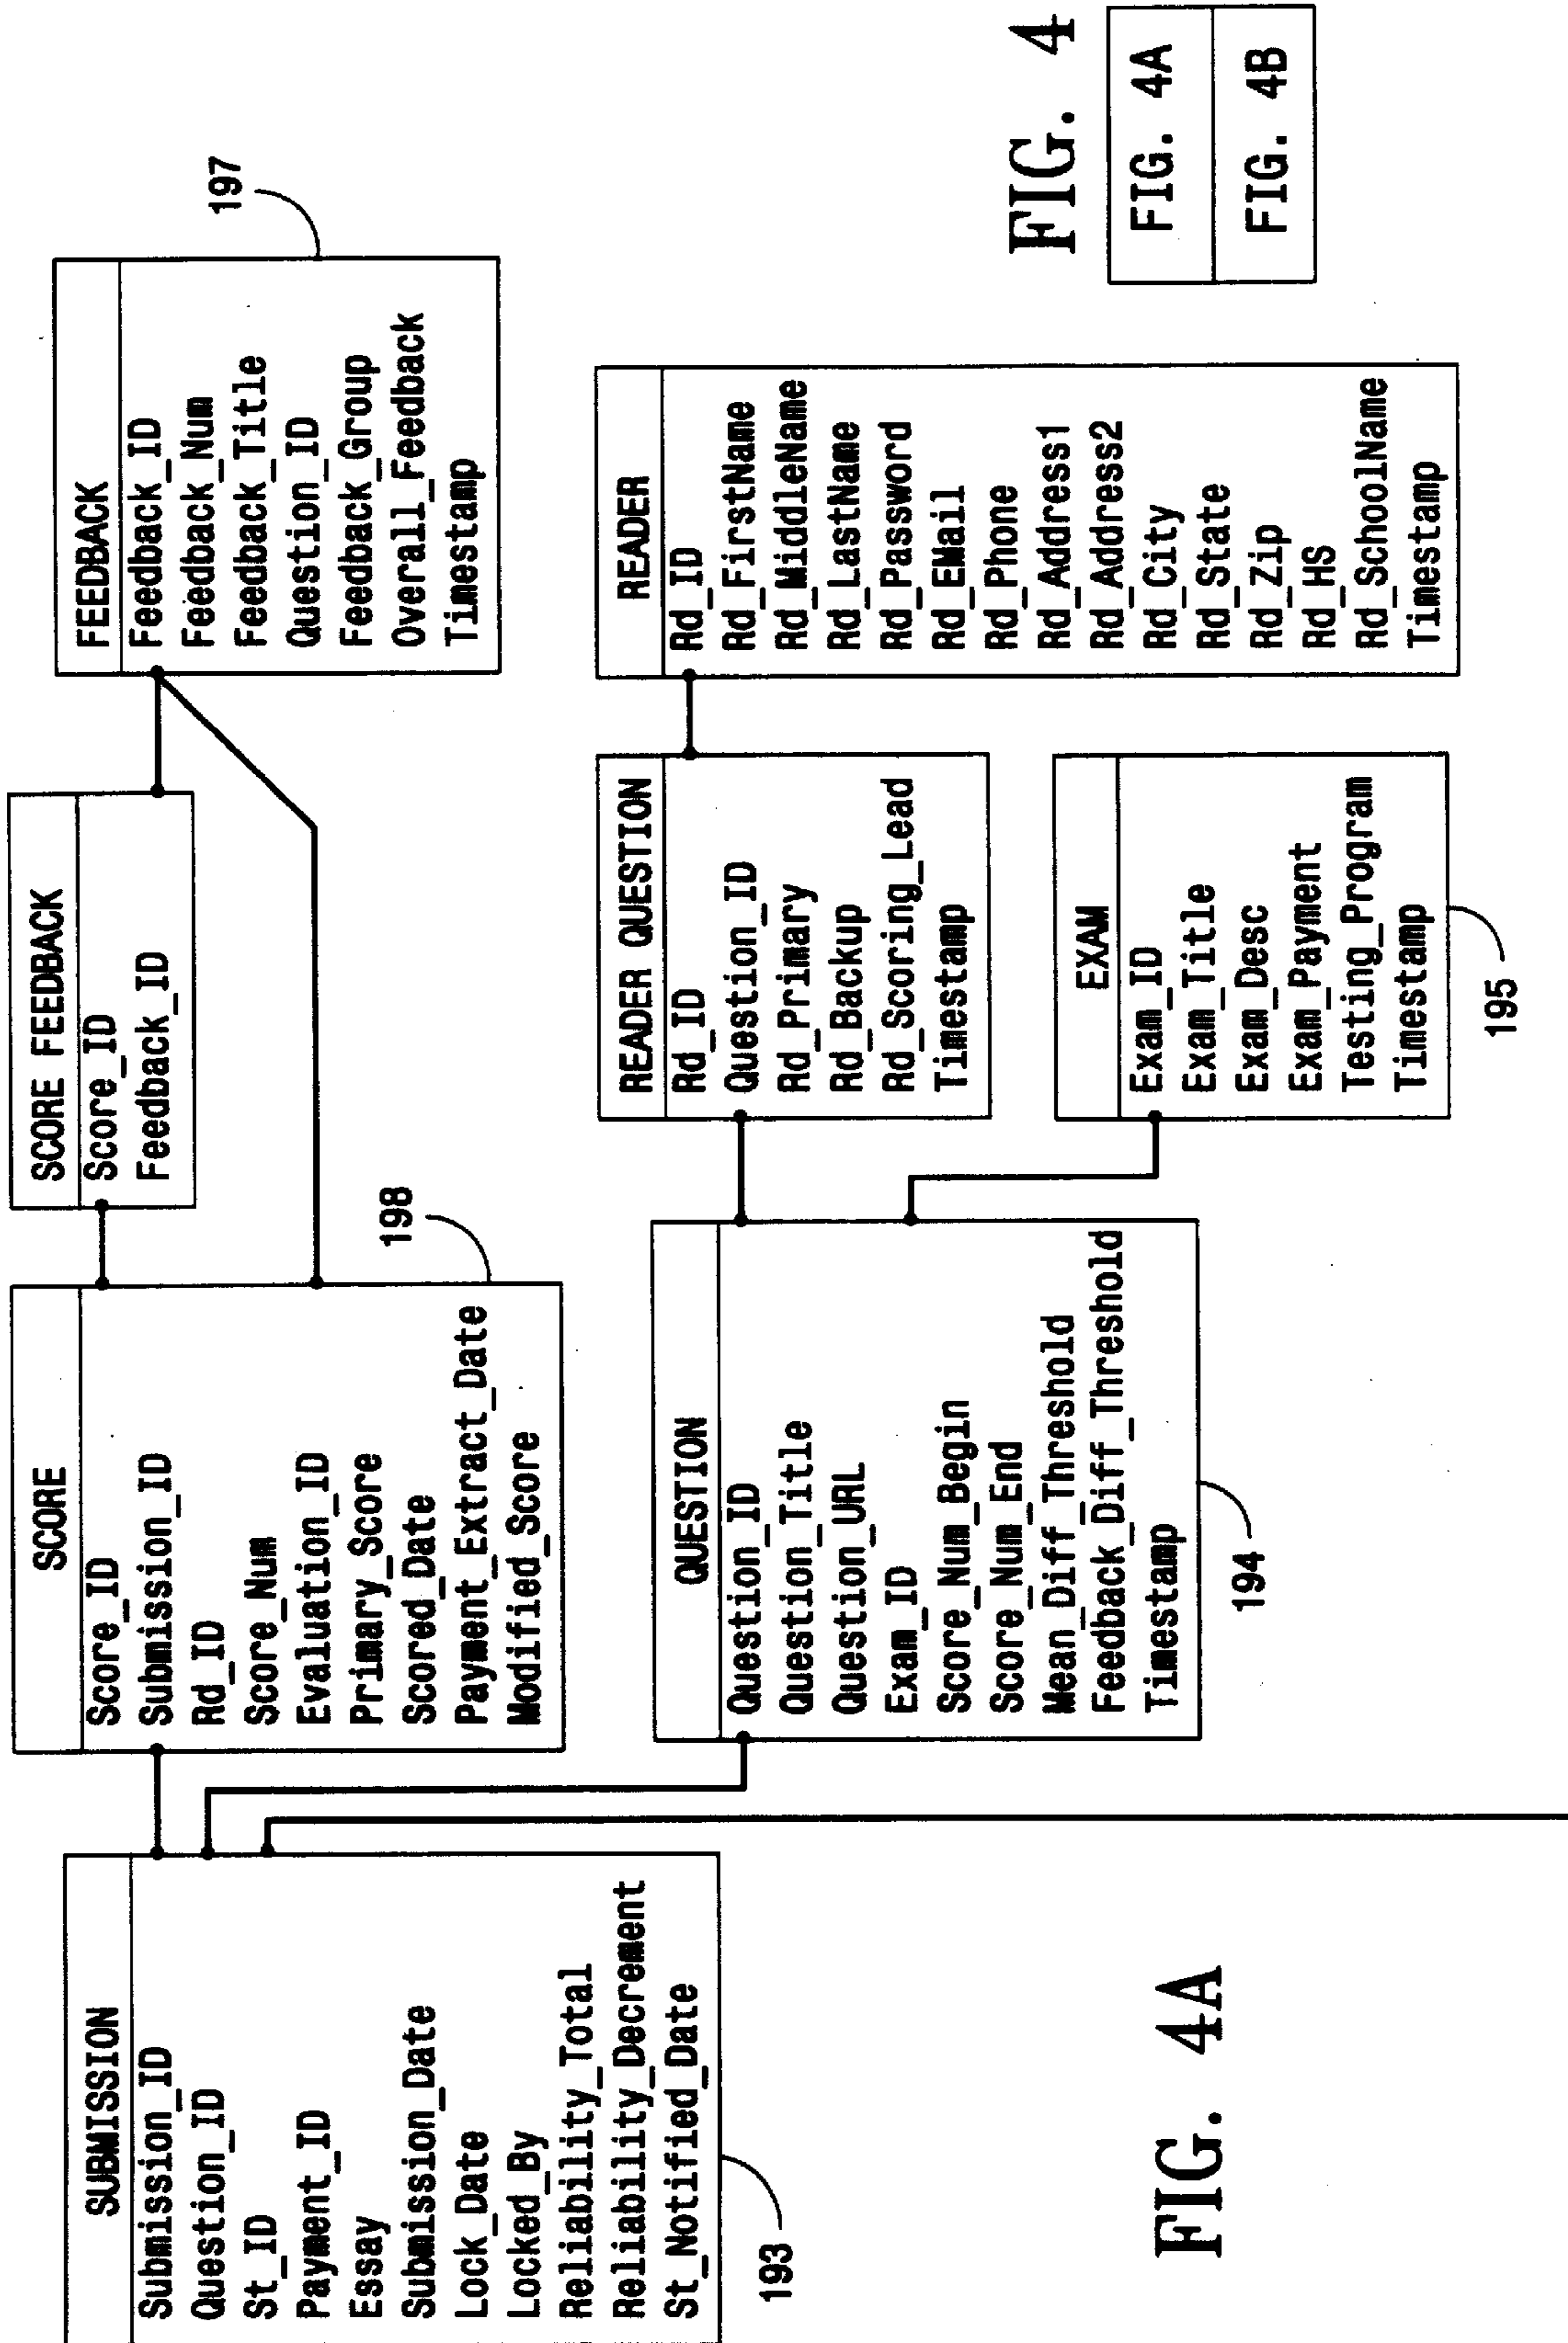 SUBMISSION
Submission_ID
Question_ID
St_ID
Payment_ID
Essay
Submission_Date
Lock_Date
Locked_By
Reliability_Total
Reliability_Decrement
St_Notified_Date
193
SCORE
Score_ID
Submission_ID
Rd_ID
Score_Num
Evaluation_ID
Primary_Score
Scored_Date
Payment_Extract_Date
Modified_Score
198
SCORE FEEDBACK
Score_ID
Feedback_ID
FEEDBACK
Feedback_ID
Feedback_Num
Feedback_Title
Question_ID
Feedback_Group
Overall_Feedback
Timestamp
197
QUESTION
Question_ID
Question_Title
Question_URL
Exam_ID
Score_Num_Begin
Score_Num_End
Mean_Diff_Threshold
Feedback_Diff_Threshold
Timestamp
194
READER QUESTION
Rd_ID
Question_ID
Rd_Primary
Rd_Backup
Rd_Scoring_Lead
Timestamp
READER
Rd_ID
Rd_FirstName
Rd_MiddleName
Rd_LastName
Rd_Password
Rd_EMail
Rd_Phone
Rd_Address1
Rd_Address2
Rd_City
Rd_State
Rd_Zip
Rd_HS
Rd_SchoolName
Timestamp
EXAM
Exam_ID
Exam_Title
Exam_Desc
Exam_Payment
Testing_Program
Timestamp
195
FIG. 4A
FIG. 4
FIG. 4A
FIG. 4B